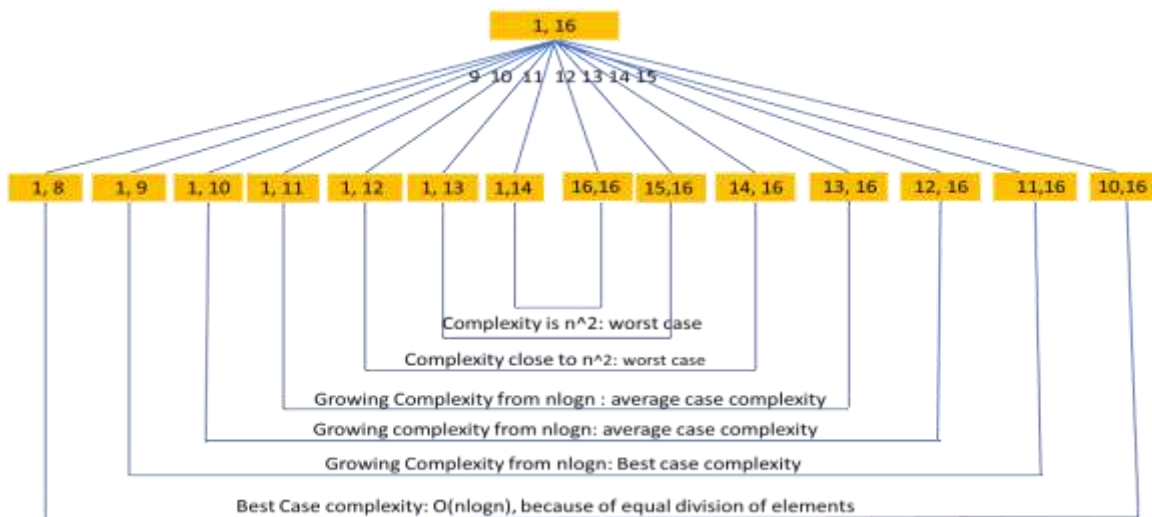 1, 16
9 10 11 12 13 14 15
1, 8 1, 9 1, 10 1, 11 1, 12 1, 13 1,14 16,16 15,16 14, 16 13, 16 12, 16 11,16 10,16
Complexity is n^2: worst case
Complexity close to n^2: worst case
Growing Complexity from nlogn : average case complexity
Growing complexity from nlogn: average case complexity
Growing Complexity from nlogn: Best case complexity
Best Case complexity: O(nlogn), because of equal division of elements